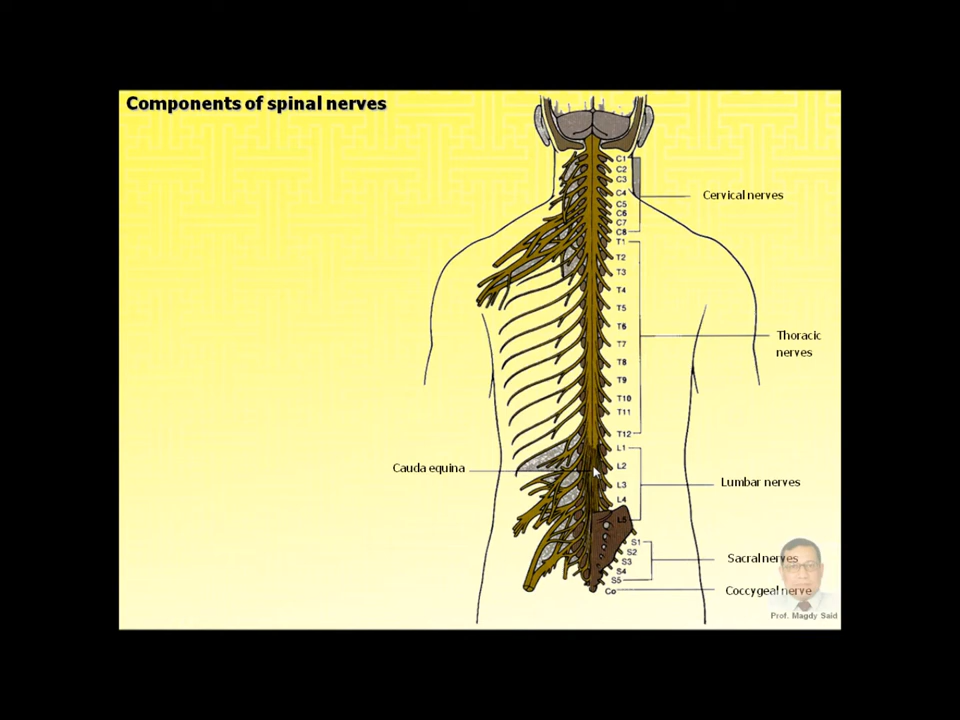 Components of spinal nerves
C1
C2
C3
C4
C5
C6
C7
C8
Cervical nerves
T1
T2
T3
T4
T5
T6
T7
T8
T9
T10
T11
T12
Thoracic
nerves
L1
L2
L3
L4
L5
Cauda equina
Lumbar nerves
S1
S2
S3
S4
S5
Sacral nerves
Co
Coccygeal nerve
Prof. Magdy Said